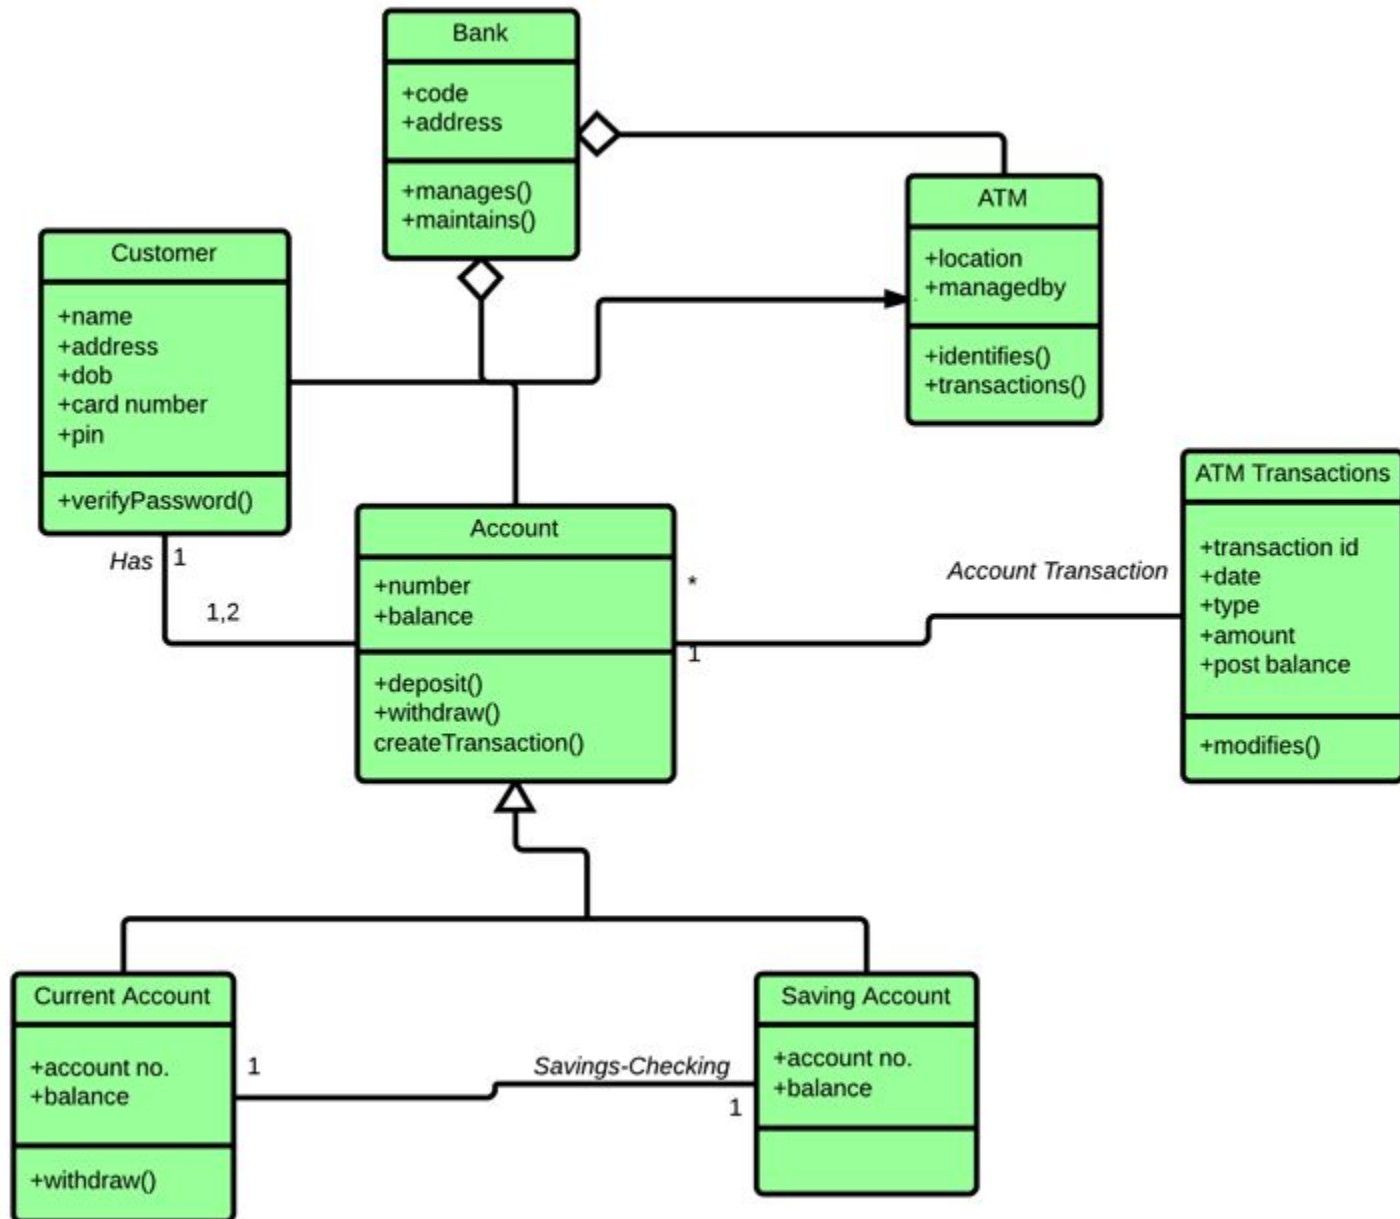 Bank
+code
+address
+manages()
+maintains()
ATM
+location
+managedby
+identifies()
+transactions()
Customer
+name
+address
+dob
+card number
+pin
+verifyPassword()
Has
1
1,2
Account
+number
+balance
+deposit()
+withdraw()
createTransaction()
*
1
Account Transaction
ATM Transactions
+transaction id
+date
+type
+amount
+post balance
+modifies()
Current Account
+account no.
+balance
+withdraw()
1
Savings-Checking
1
Saving Account
+account no.
+balance